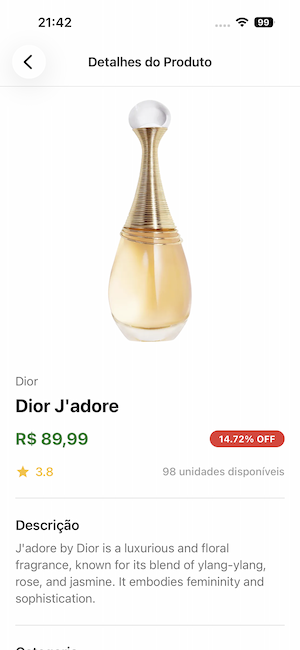 21:42
99
Detalhes do Produto
Dior
Dior J'adore
R$ 89,99
14.72% OFF
3.8
98 unidades disponíveis
Descrição
J'adore by Dior is a luxurious and floral
fragrance, known for its blend of ylang-ylang,
rose, and jasmine. It embodies femininity and
sophistication.